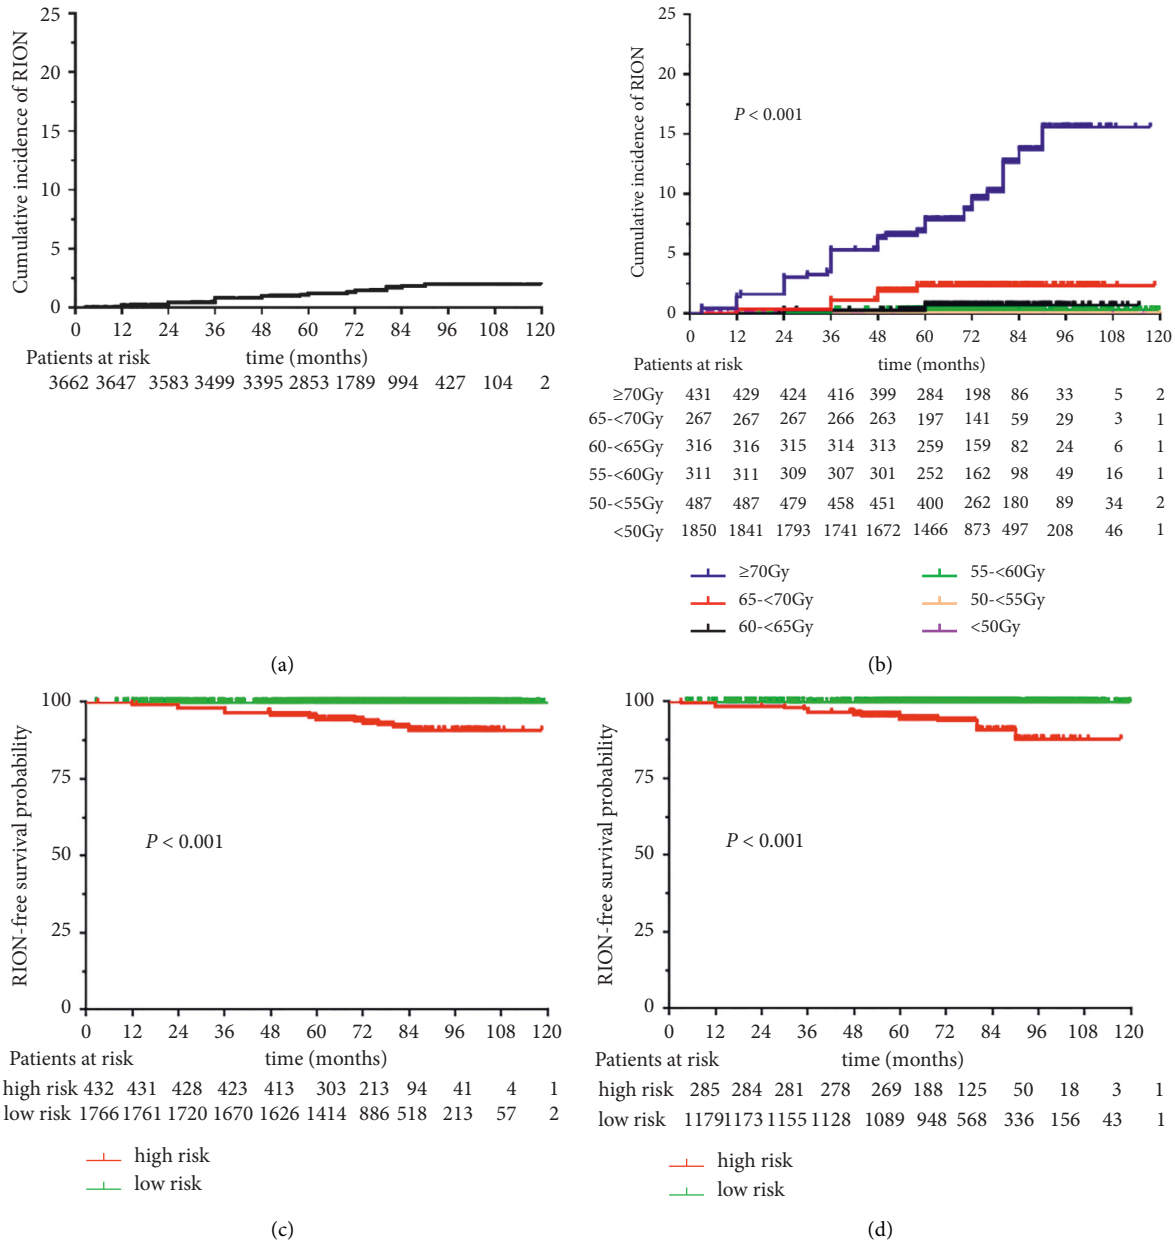 25
20
15
10
5
0
Cumulative incidence of RION
0 12 24 36 48 60 72 84 96 108 120
Patients at risk time (months)
3662 3647 3583 3499 3395 2853 1789 994 427 104 2
(a)
25
20
15
10
5
0
Cumulative incidence of RION
P < 0.001
0 12 24 36 48 60 72 84 96 108 120
Patients at risk time (months)
≥70Gy 431 429 424 416 399 284 198 86 33 5 2
65-<70Gy 267 267 267 266 263 197 141 59 29 3 1
60-<65Gy 316 316 315 314 313 259 159 82 24 6 1
55-<60Gy 311 311 309 307 301 252 162 98 49 16 1
50-<55Gy 487 487 479 458 451 400 262 180 89 34 2
<50Gy 1850 1841 1793 1741 1672 1466 873 497 208 46 1
≥70Gy 55-<60Gy
65-<70Gy 50-<55Gy
60-<65Gy <50Gy
(b)
100
75
50
25
0
RION-free survival probability
P < 0.001
0 12 24 36 48 60 72 84 96 108 120
Patients at risk time (months)
high risk 432 431 428 423 413 303 213 94 41 4 1
low risk 1766 1761 1720 1670 1626 1414 886 518 213 57 2
high risk
low risk
(c)
100
75
50
25
0
RION-free survival probability
P < 0.001
0 12 24 36 48 60 72 84 96 108 120
Patients at risk time (months)
high risk 285 284 281 278 269 188 125 50 18 3 1
low risk 1179 1173 1155 1128 1089 948 568 336 156 43 1
high risk
low risk
(d)